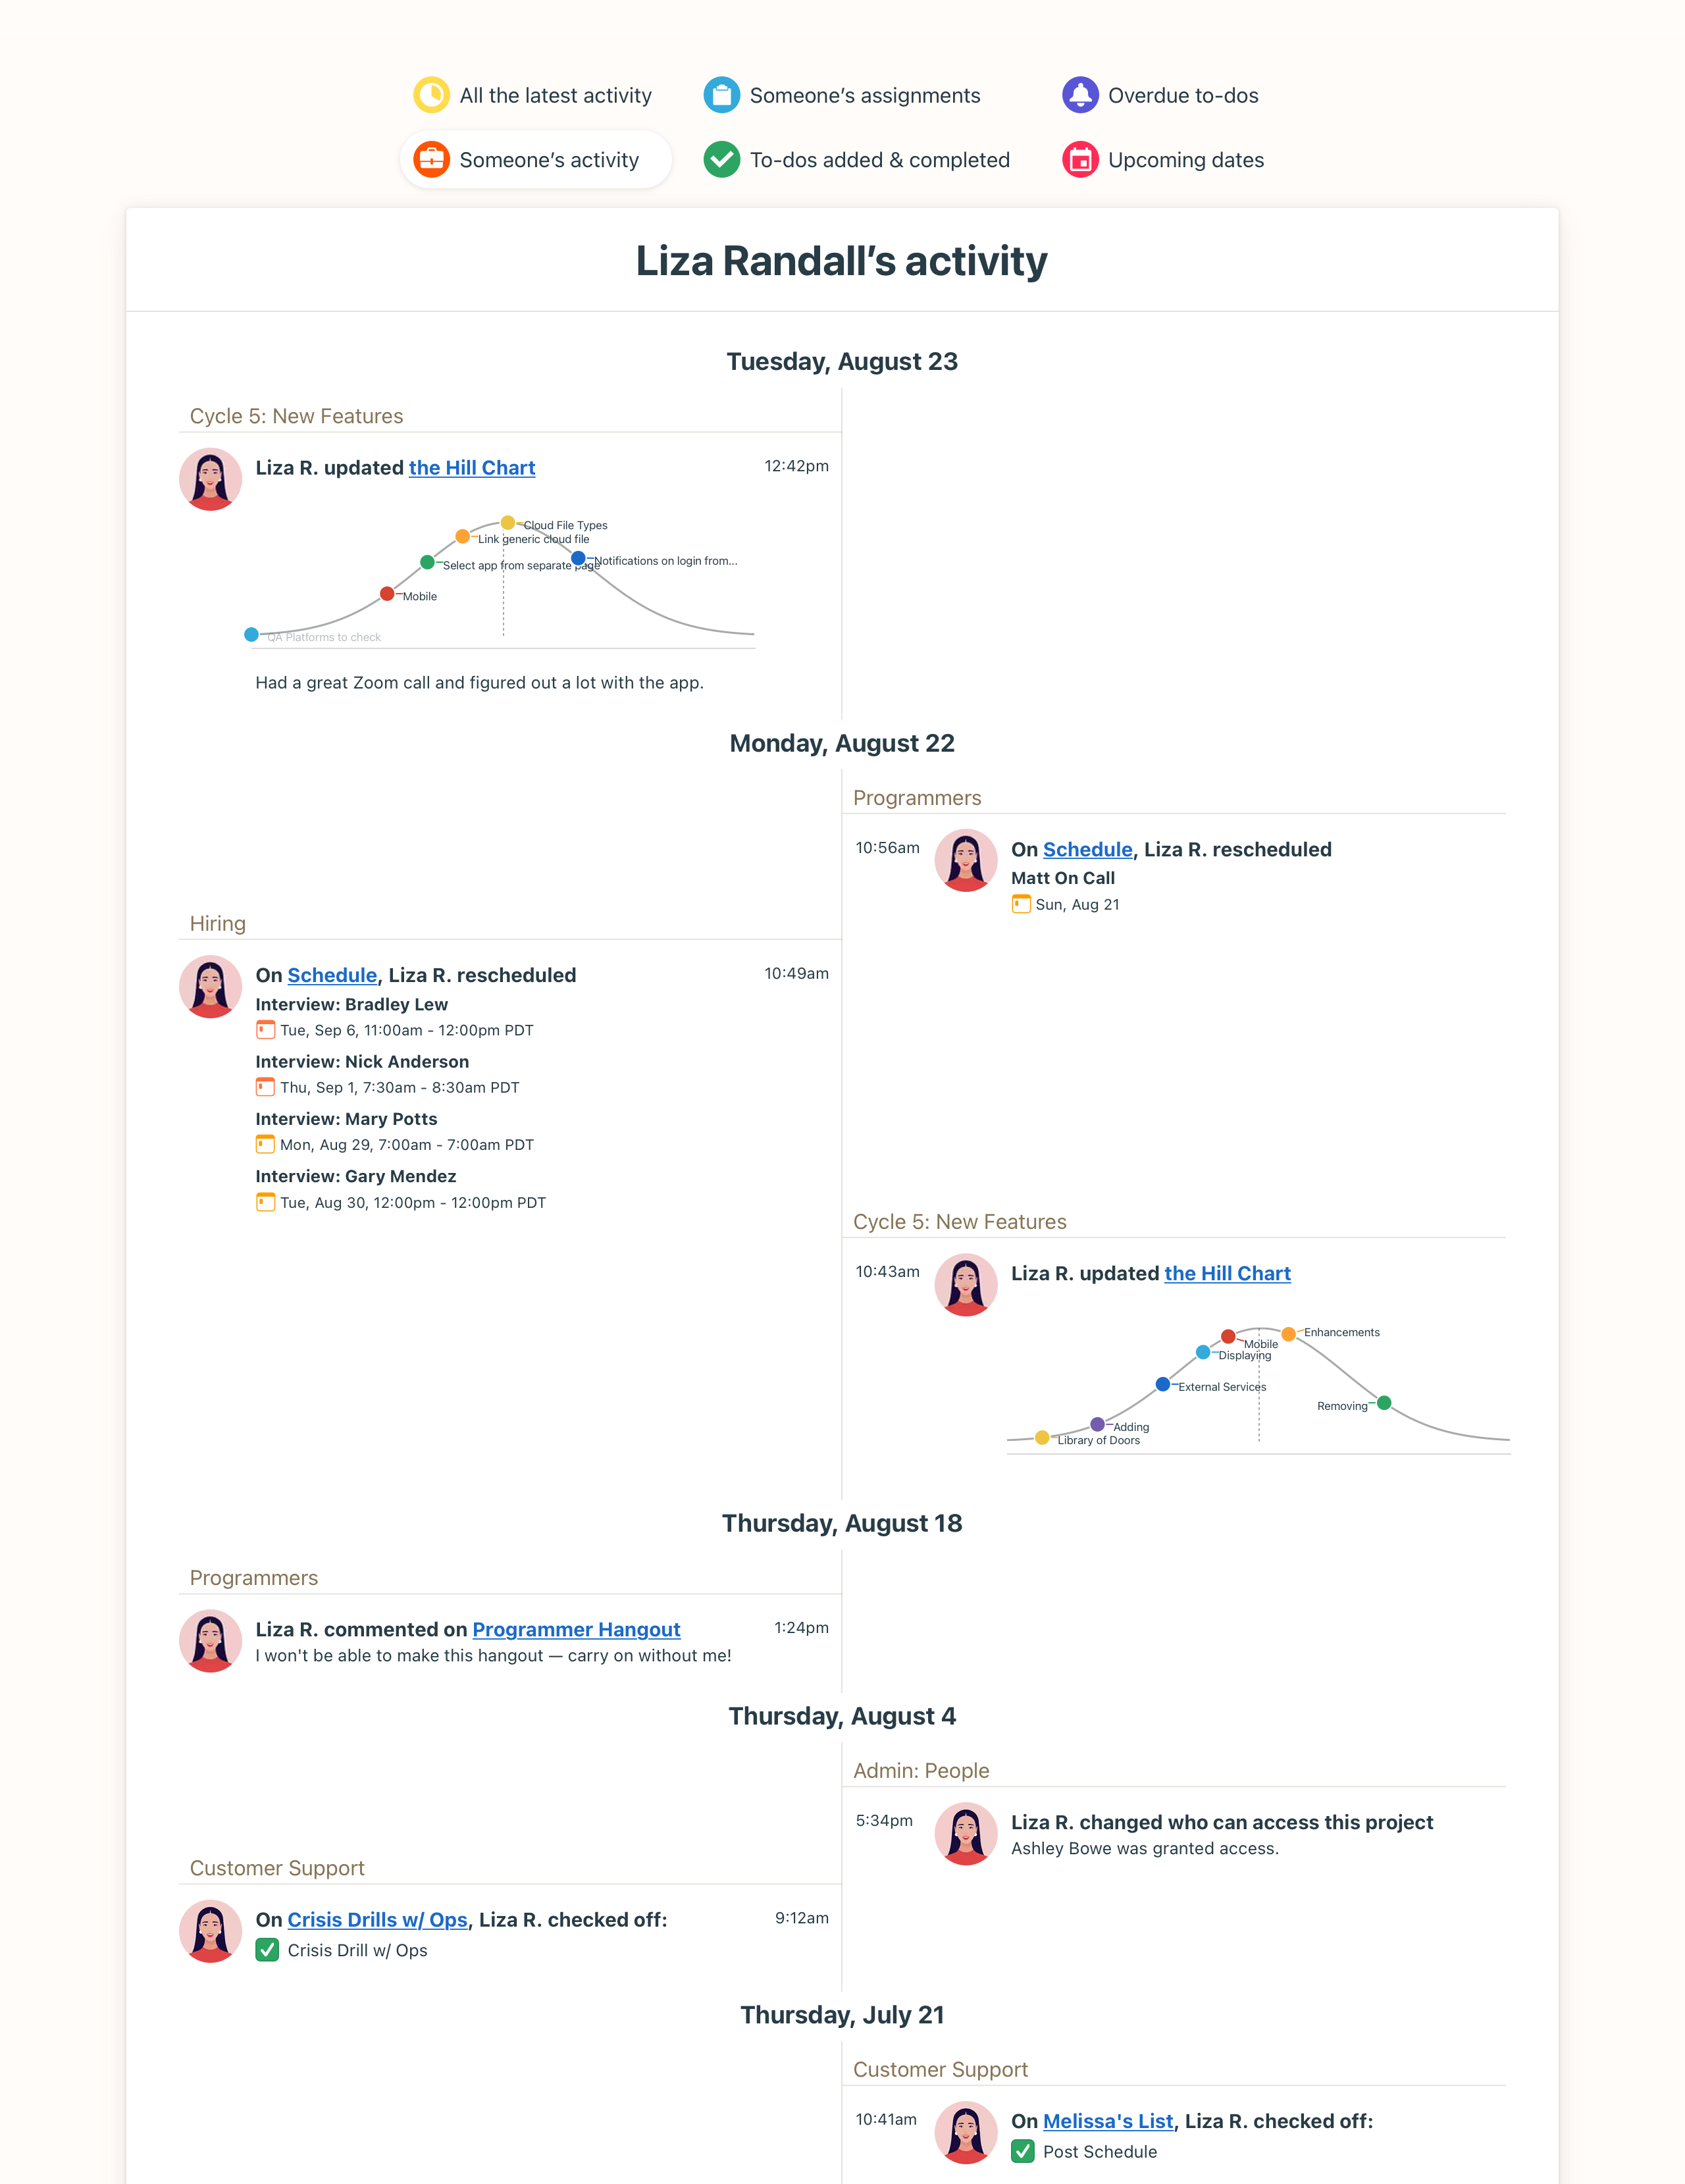 All the latest activity
Someone’s assignments
Overdue to-dos
Someone’s activity
To-dos added & completed
Upcoming dates
Liza Randall’s activity
Tuesday, August 23
Cycle 5: New Features
Liza R. updated the Hill Chart
12:42pm
Cloud File Types
Link generic cloud file
Notifications on login from...
Select app from separate page
Mobile
QA Platforms to check
Had a great Zoom call and figured out a lot with the app.
Monday, August 22
Programmers
10:56am
On Schedule, Liza R. rescheduled
Matt On Call
Sun, Aug 21
Hiring
On Schedule, Liza R. rescheduled
10:49am
Interview: Bradley Lew
Tue, Sep 6, 11:00am - 12:00pm PDT
Interview: Nick Anderson
Thu, Sep 1, 7:30am - 8:30am PDT
Interview: Mary Potts
Mon, Aug 29, 7:00am - 7:00am PDT
Interview: Gary Mendez
Tue, Aug 30, 12:00pm - 12:00pm PDT
Cycle 5: New Features
10:43am
Liza R. updated the Hill Chart
Enhancements
Mobile
Displaying
External Services
Removing
Adding
Library of Doors
Thursday, August 18
Programmers
Liza R. commented on Programmer Hangout
1:24pm
I won't be able to make this hangout — carry on without me!
Thursday, August 4
Admin: People
5:34pm
Liza R. changed who can access this project
Ashley Bowe was granted access.
Customer Support
On Crisis Drills w/ Ops, Liza R. checked off:
9:12am
Crisis Drill w/ Ops
Thursday, July 21
Customer Support
10:41am
On Melissa's List, Liza R. checked off:
Post Schedule